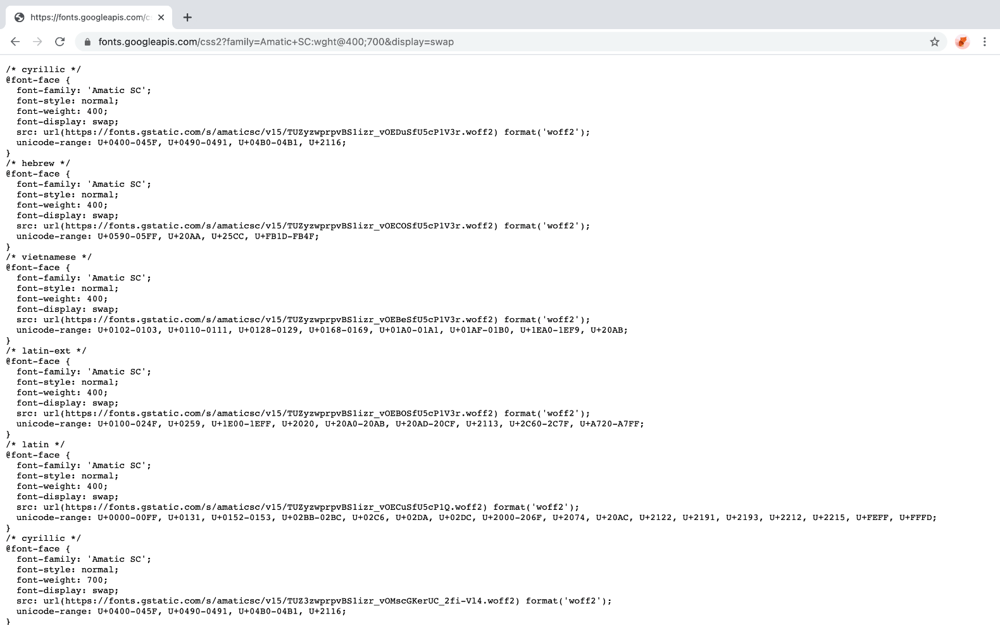 https://fonts.googleapis.com/c
fonts.googleapis.com/css2?family=Amatic+SC:wght@400;700&display=swap
/* cyrillic */
@font-face {
  font-family: 'Amatic SC';
  font-style: normal;
  font-weight: 400;
  font-display: swap;
  src: url(https://fonts.gstatic.com/s/amaticsc/v15/TUZyzwprpvBS1izr_vOEDuSfU5cP1V3r.woff2) format('woff2');
  unicode-range: U+0400-045F, U+0490-0491, U+04B0-04B1, U+2116;
}
/* hebrew */
@font-face {
  font-family: 'Amatic SC';
  font-style: normal;
  font-weight: 400;
  font-display: swap;
  src: url(https://fonts.gstatic.com/s/amaticsc/v15/TUZyzwprpvBS1izr_vOECOSfU5cP1V3r.woff2) format('woff2');
  unicode-range: U+0590-05FF, U+20AA, U+25CC, U+FB1D-FB4F;
}
/* vietnamese */
@font-face {
  font-family: 'Amatic SC';
  font-style: normal;
  font-weight: 400;
  font-display: swap;
  src: url(https://fonts.gstatic.com/s/amaticsc/v15/TUZyzwprpvBS1izr_vOEBeSfU5cP1V3r.woff2) format('woff2');
  unicode-range: U+0102-0103, U+0110-0111, U+0128-0129, U+0168-0169, U+01A0-01A1, U+01AF-01B0, U+1EA0-1EF9, U+20AB;
}
/* latin-ext */
@font-face {
  font-family: 'Amatic SC';
  font-style: normal;
  font-weight: 400;
  font-display: swap;
  src: url(https://fonts.gstatic.com/s/amaticsc/v15/TUZyzwprpvBS1izr_vOEBOSfU5cP1V3r.woff2) format('woff2');
  unicode-range: U+0100-024F, U+0259, U+1E00-1EFF, U+2020, U+20A0-20AB, U+20AD-20CF, U+2113, U+2C60-2C7F, U+A720-A7FF;
}
/* latin */
@font-face {
  font-family: 'Amatic SC';
  font-style: normal;
  font-weight: 400;
  font-display: swap;
  src: url(https://fonts.gstatic.com/s/amaticsc/v15/TUZyzwprpvBS1izr_vOECuSfU5cP1Q.woff2) format('woff2');
  unicode-range: U+0000-00FF, U+0131, U+0152-0153, U+02BB-02BC, U+02C6, U+02DA, U+02DC, U+2000-206F, U+2074, U+20AC, U+2122, U+2191, U+2193, U+2212, U+2215, U+FEFF, U+FFFD;
}
/* cyrillic */
@font-face {
  font-family: 'Amatic SC';
  font-style: normal;
  font-weight: 700;
  font-display: swap;
  src: url(https://fonts.gstatic.com/s/amaticsc/v15/TUZ3zwprpvBS1izr_vOMscGKerUC_2fi-Vl4.woff2) format('woff2');
  unicode-range: U+0400-045F, U+0490-0491, U+04B0-04B1, U+2116;
}